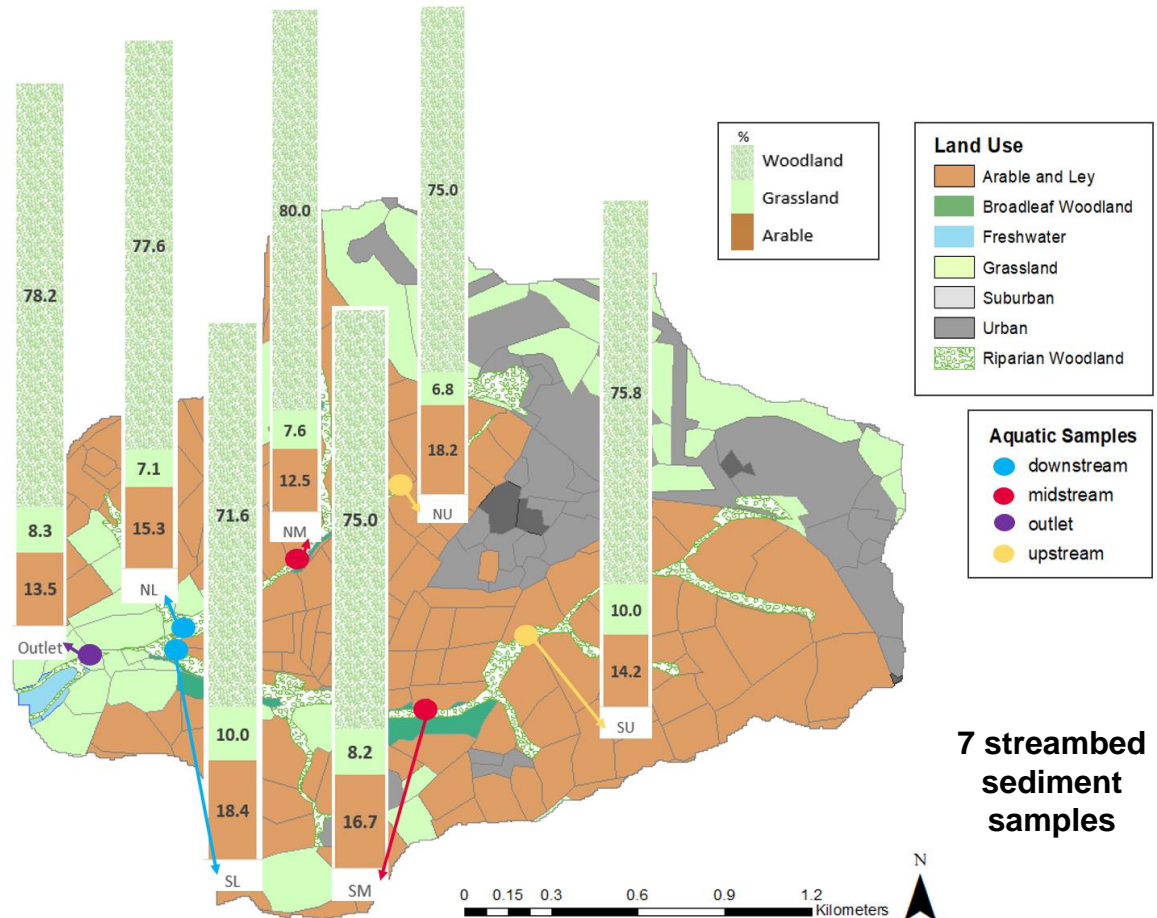 78.2
8.3
13.5
Outlet
77.6
7.1
15.3
NL
71.6
10.0
18.4
SL
80.0
7.6
12.5
NM
75.0
8.2
16.7
SM
75.0
6.8
18.2
NU
75.8
10.0
14.2
SU
%
Woodland
Grassland
Arable
Land Use
Arable and Ley
Broadleaf Woodland
Freshwater
Grassland
Suburban
Urban
Riparian Woodland
Aquatic Samples
downstream
midstream
outlet
upstream
7 streambed
sediment
samples
N
0 0.15 0.3 0.6 0.9 1.2
Kilometers